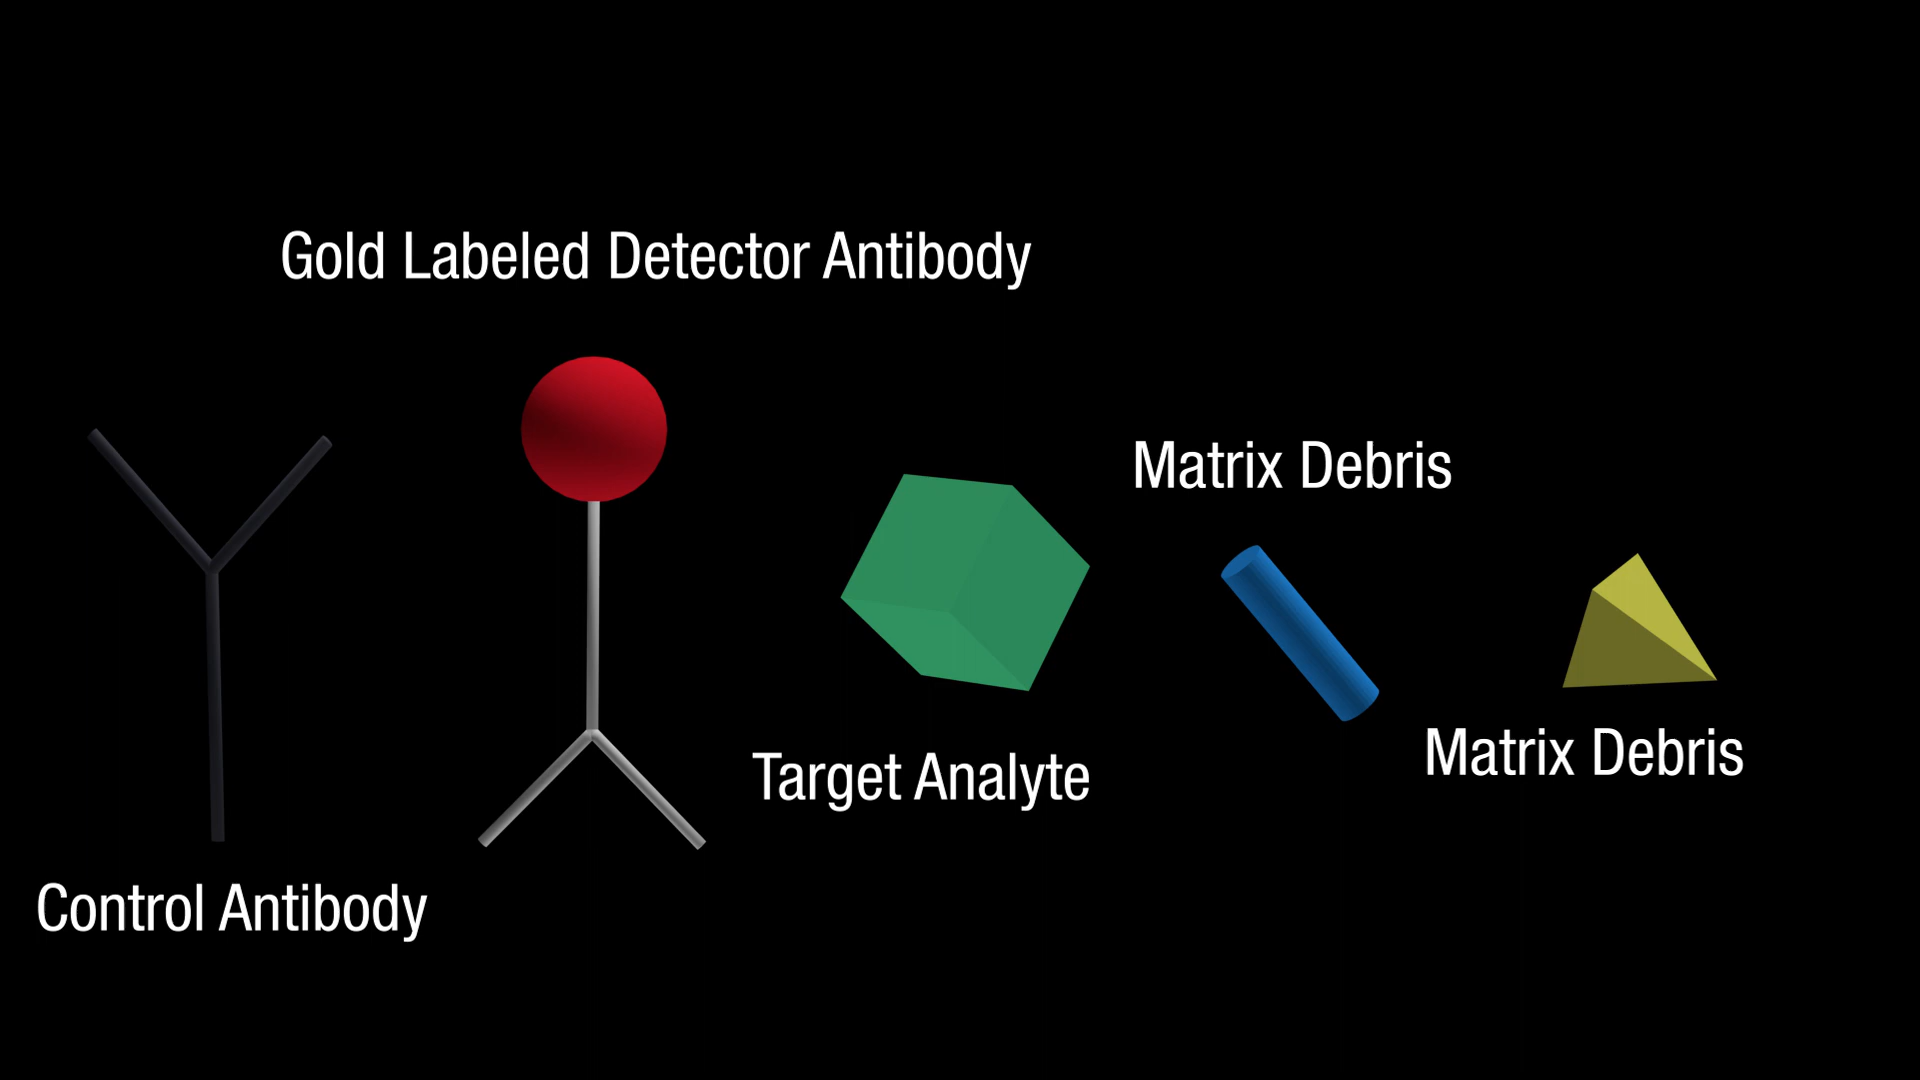 Gold Labeled Detector Antibody
Matrix Debris
Target Analyte
Matrix Debris
Control Antibody